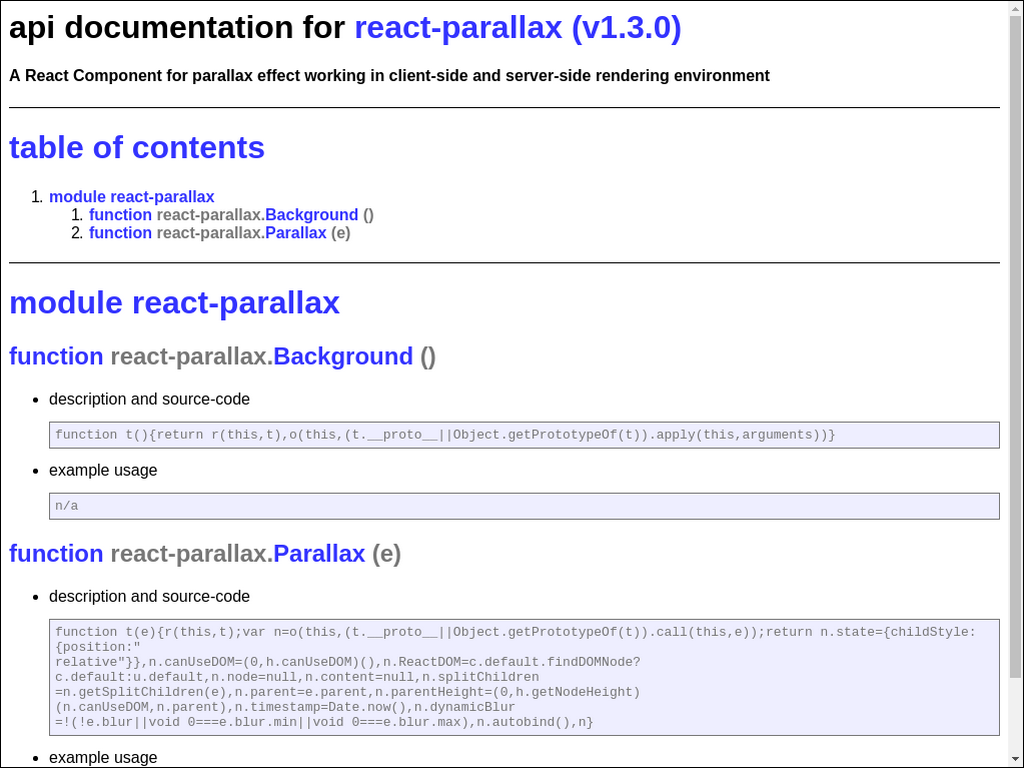 api documentation for react-parallax (v1.3.0)
A React Component for parallax effect working in client-side and server-side rendering environment
table of contents
1. module react-parallax
1. function react-parallax.Background ()
2. function react-parallax.Parallax (e)
module react-parallax
function react-parallax.Background ()
• description and source-code
function t(){return r(this,t),o(this,(t.__proto__||Object.getPrototypeOf(t)).apply(this,arguments))}
• example usage
n/a
function react-parallax.Parallax (e)
• description and source-code
function t(e){r(this,t);var n=o(this,(t.__proto__||Object.getPrototypeOf(t)).call(this,e));return n.state={childStyle:
{position:"
relative"}},n.canUseDOM=(0,h.canUseDOM)(),n.ReactDOM=c.default.findDOMNode?
c.default:u.default,n.node=null,n.content=null,n.splitChildren
=n.getSplitChildren(e),n.parent=e.parent,n.parentHeight=(0,h.getNodeHeight)
(n.canUseDOM,n.parent),n.timestamp=Date.now(),n.dynamicBlur
=!(!e.blur||void 0===e.blur.min||void 0===e.blur.max),n.autobind(),n}
• example usage